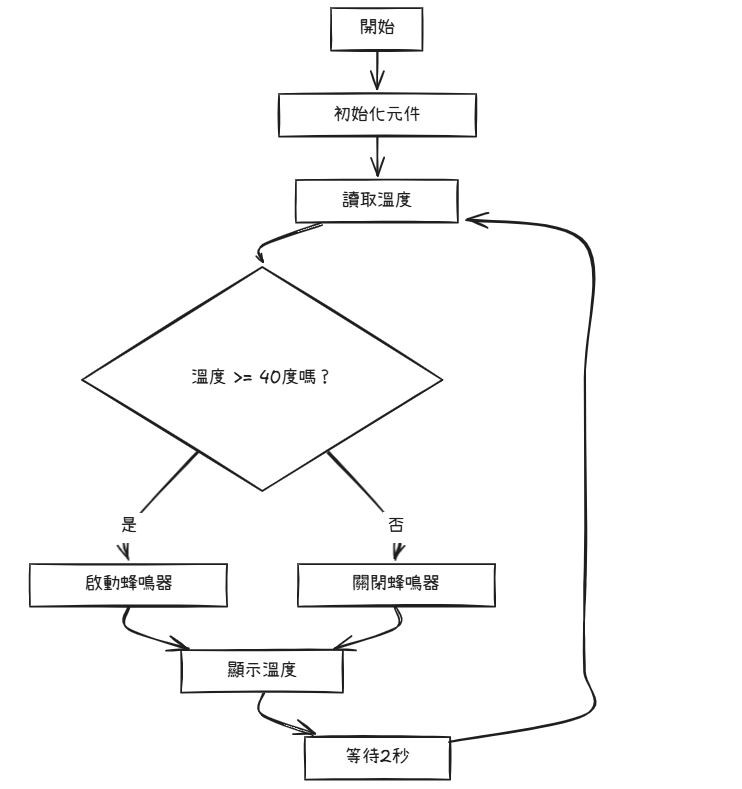 開始
初始化元件
讀取溫度
溫度 >= 40度嗎？
是
否
啟動蜂鳴器
關閉蜂鳴器
顯示溫度
等待2秒